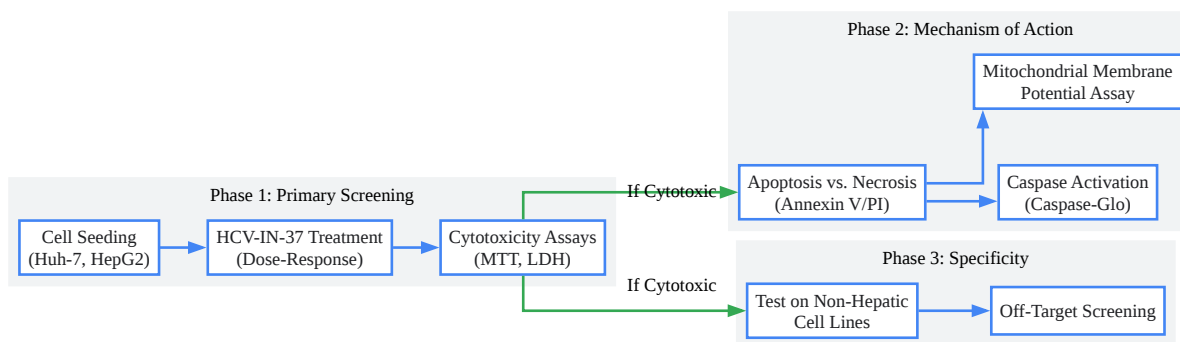 Phase 1: Primary Screening
Cell Seeding
(Huh-7, HepG2)
HCV-IN-37 Treatment
(Dose-Response)
Cytotoxicity Assays
(MTT, LDH)
If Cytotoxic
If Cytotoxic
Phase 2: Mechanism of Action
Mitochondrial Membrane
Potential Assay
Apoptosis vs. Necrosis
(Annexin V/PI)
Caspase Activation
(Caspase-Glo)
Phase 3: Specificity
Test on Non-Hepatic
Cell Lines
Off-Target Screening